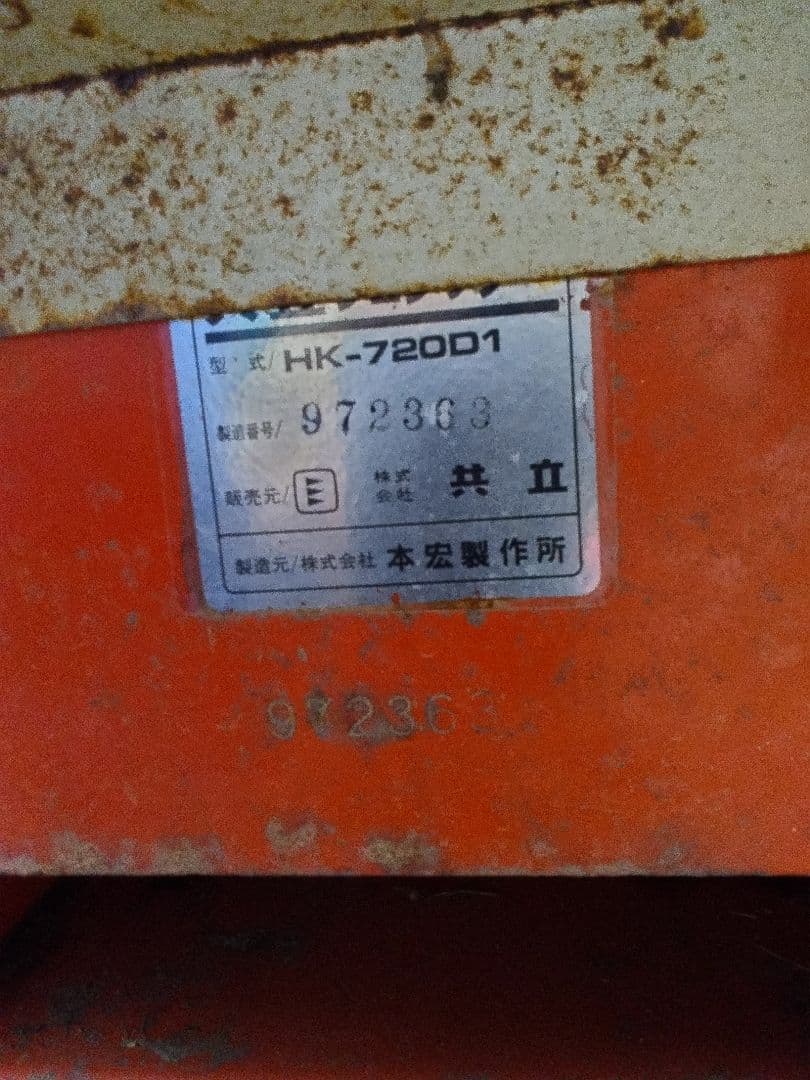 型 式/ HK-720D1
製造番号/ 972363
販売元/ 株式会社 共立
製造元/株式会社 本宏製作所
972363